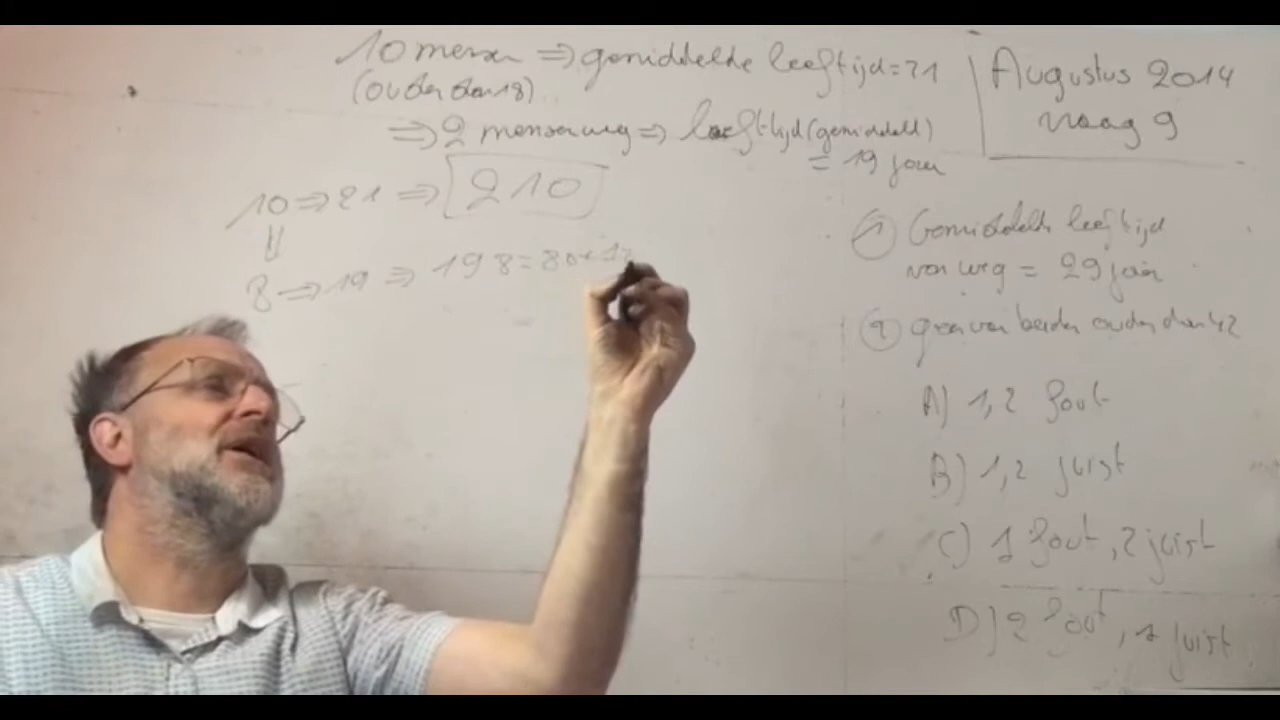 10 mensen ⇒ gemiddelde leeftijd = 21
(ouder dan 18)
⇒ 2 mensen weg ⇒ leeftijd (gemiddeld)
= 19 jaar
Augustus 2014
vraag 9
10 ⇒ 21 ⇒ 210
8 ⇒ 19 ⇒ 19 8 = 80
① Gemiddelde leeftijd
van weg = 29 jaar
② geen van beiden ouder dan 42
A) 1,2 fout
B) 1,2 juist
C) 1 fout, 2 juist
D) 2 fout, 1 juist